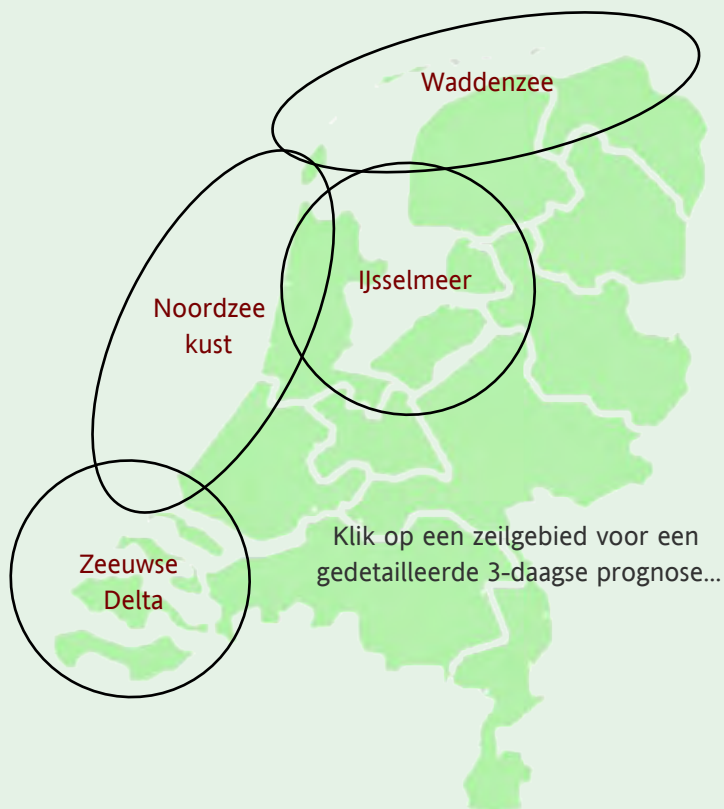 Waddenzee
IJsselmeer
Noordzee
kust
Klik op een zeilgebied voor een
gedetailleerde 3-daagse prognose...
Zeeuwse
Delta